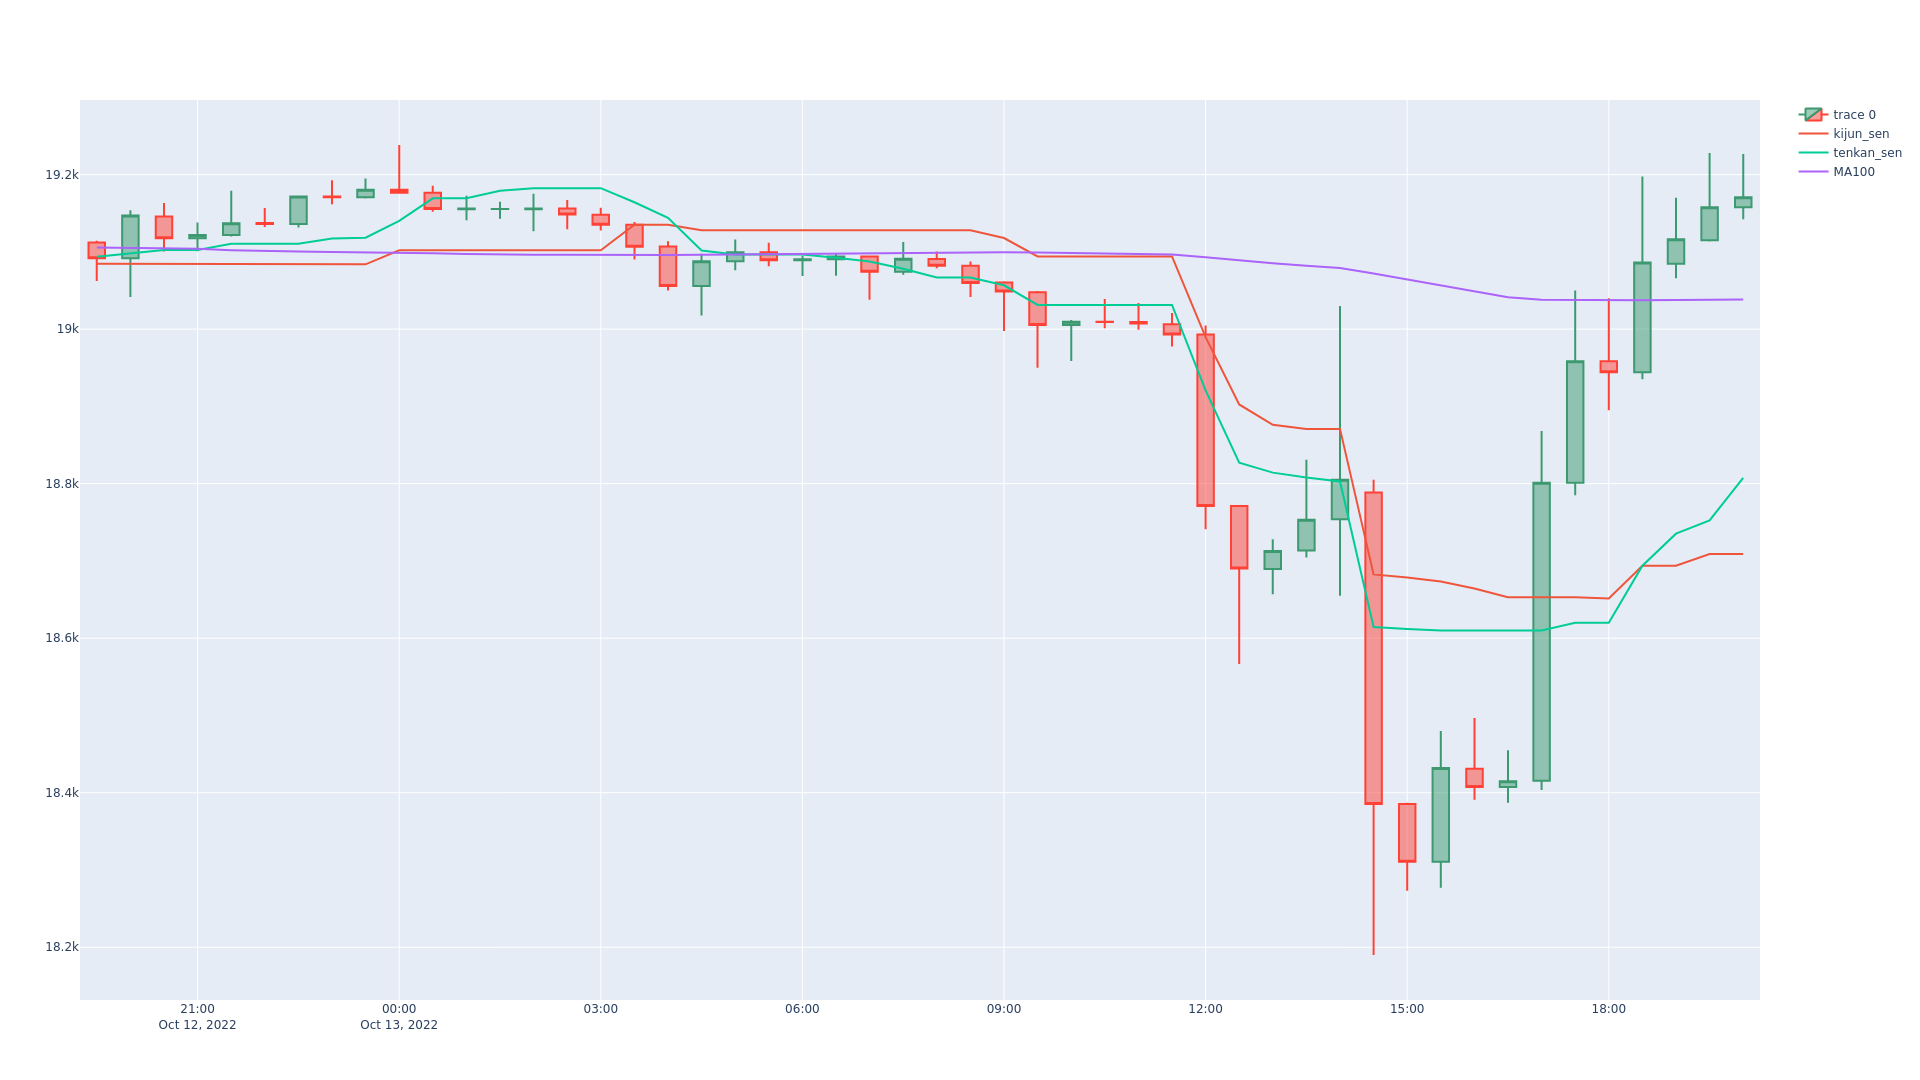 trace 0
kijun_sen
tenkan_sen
MA100
19.2k
19k
18.8k
18.6k
18.4k
18.2k
21:00 00:00 03:00 06:00 09:00 12:00 15:00 18:00
Oct 12, 2022 Oct 13, 2022